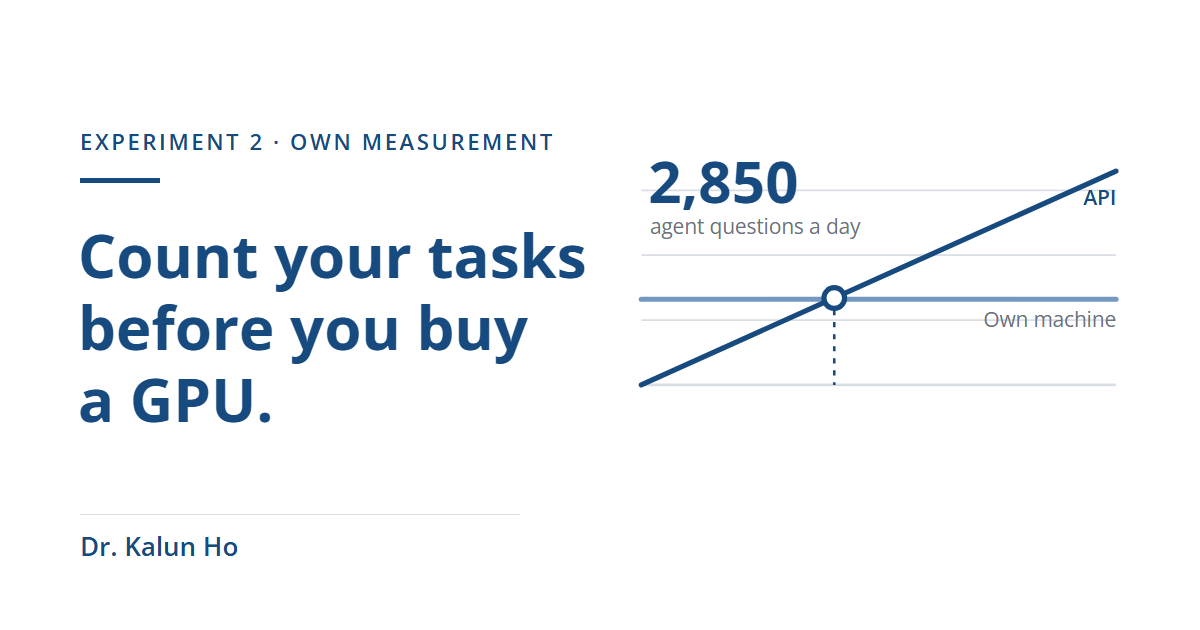 EXPERIMENT 2 · OWN MEASUREMENT
Count your tasks
before you buy
a GPU.
Dr. Kalun Ho
2,850
agent questions a day
API
Own machine